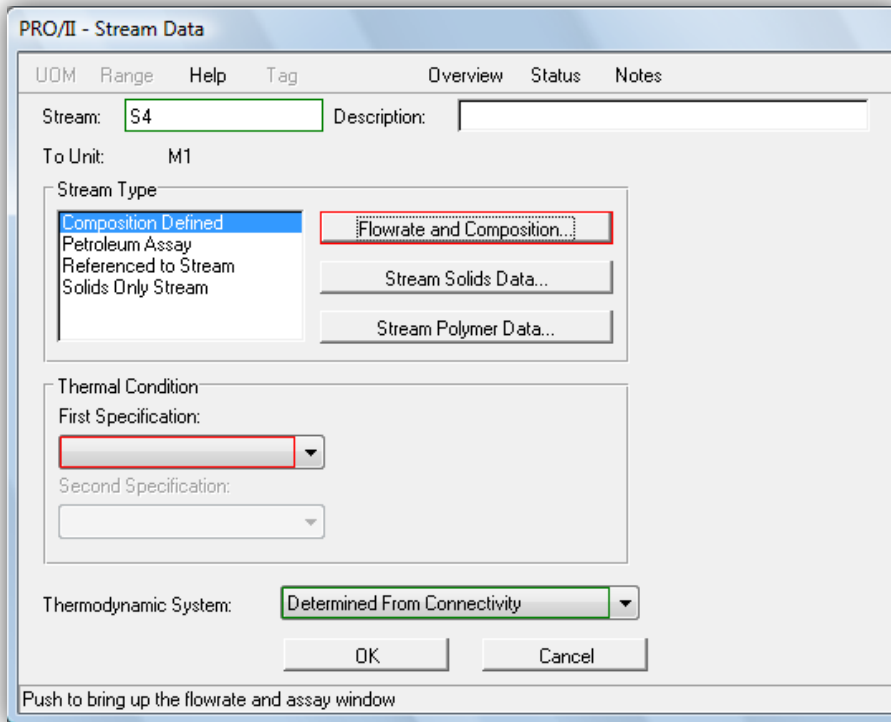 PRO/II - Stream Data
UOM Range Help Tag Overview Status Notes
Stream: S4 Description:
To Unit: M1
Stream Type
Composition Defined
Petroleum Assay
Referenced to Stream
Solids Only Stream
Flowrate and Composition...
Stream Solids Data...
Stream Polymer Data...
Thermal Condition
First Specification:
Second Specification:
Thermodynamic System: Determined From Connectivity
OK Cancel
Push to bring up the flowrate and assay window